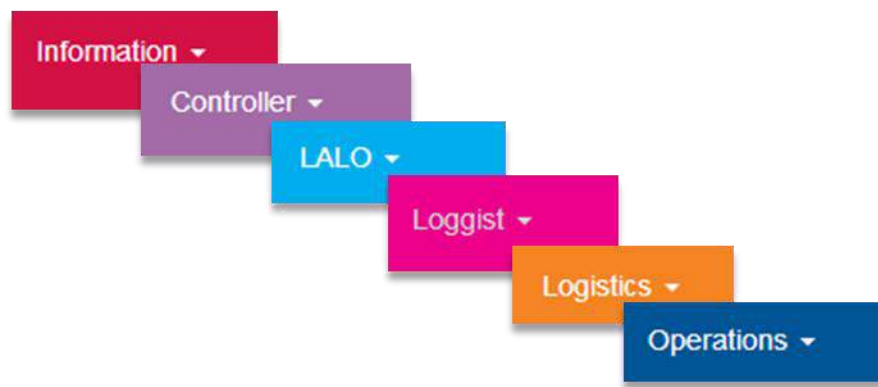 Information
Controller
LALO
Loggist
Logistics
Operations